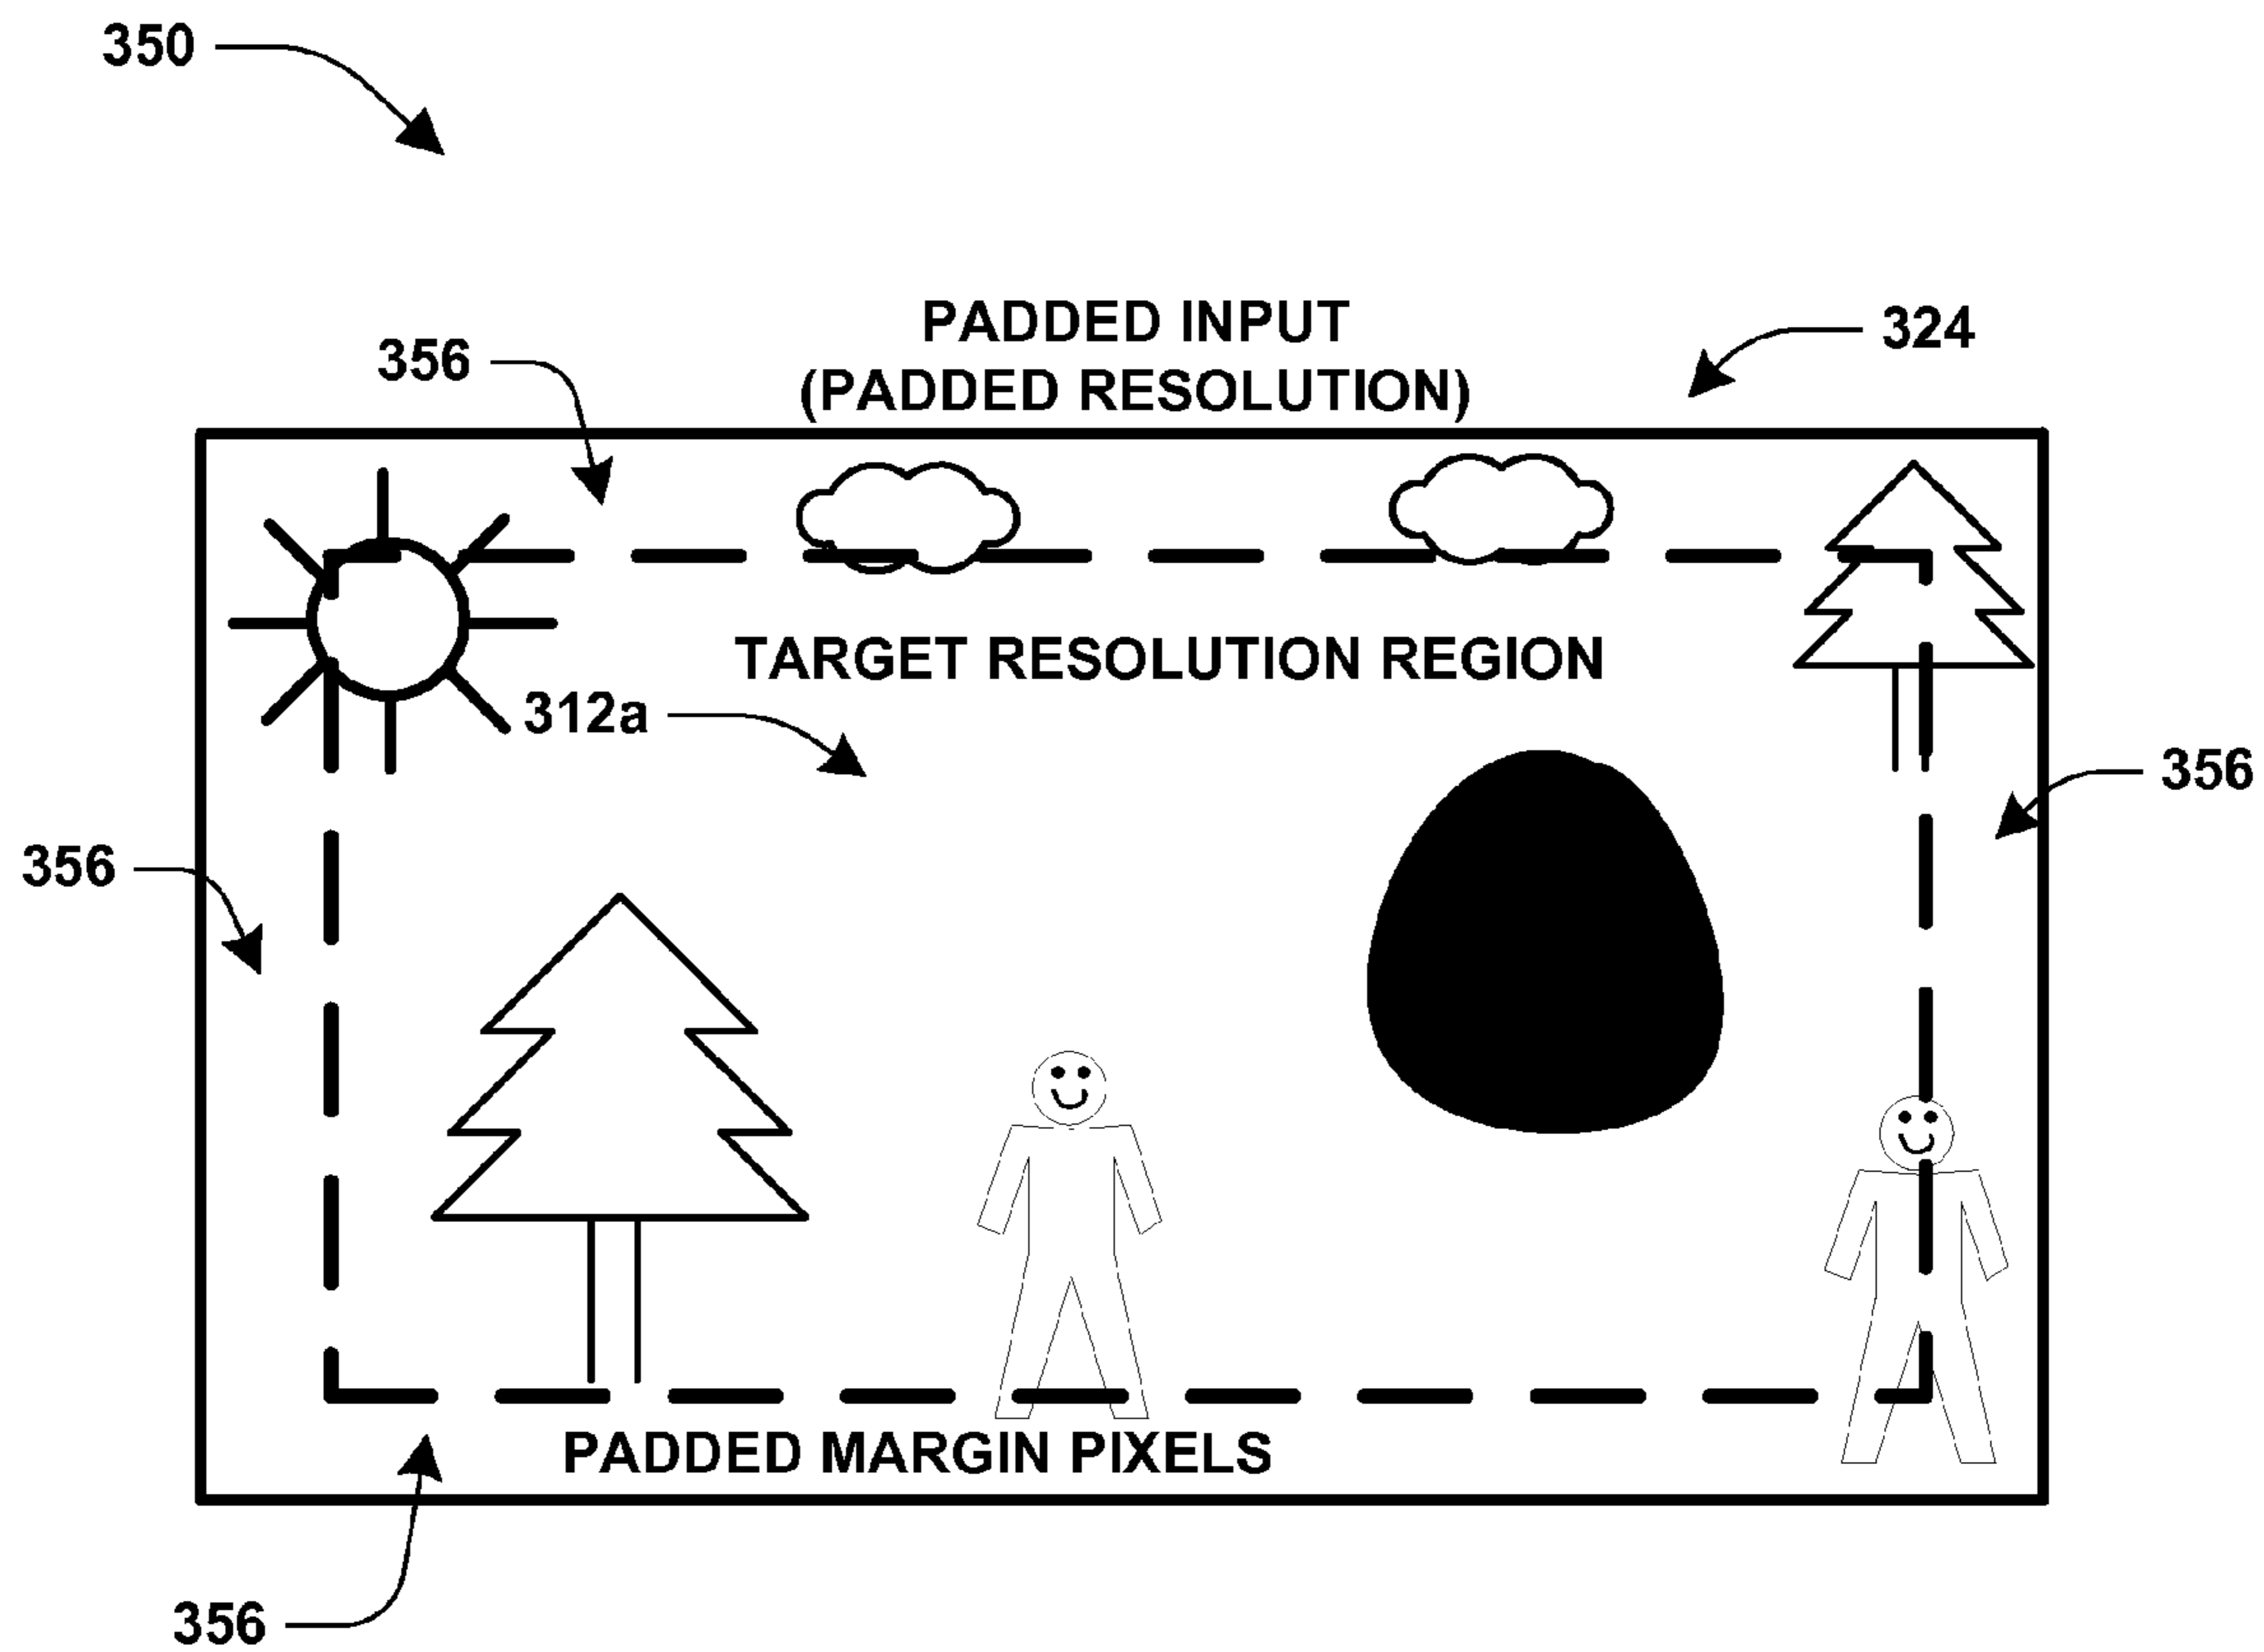 350
PADDED INPUT
(PADDED RESOLUTION)
324
356
TARGET RESOLUTION REGION
312a
356
356
PADDED MARGIN PIXELS
356